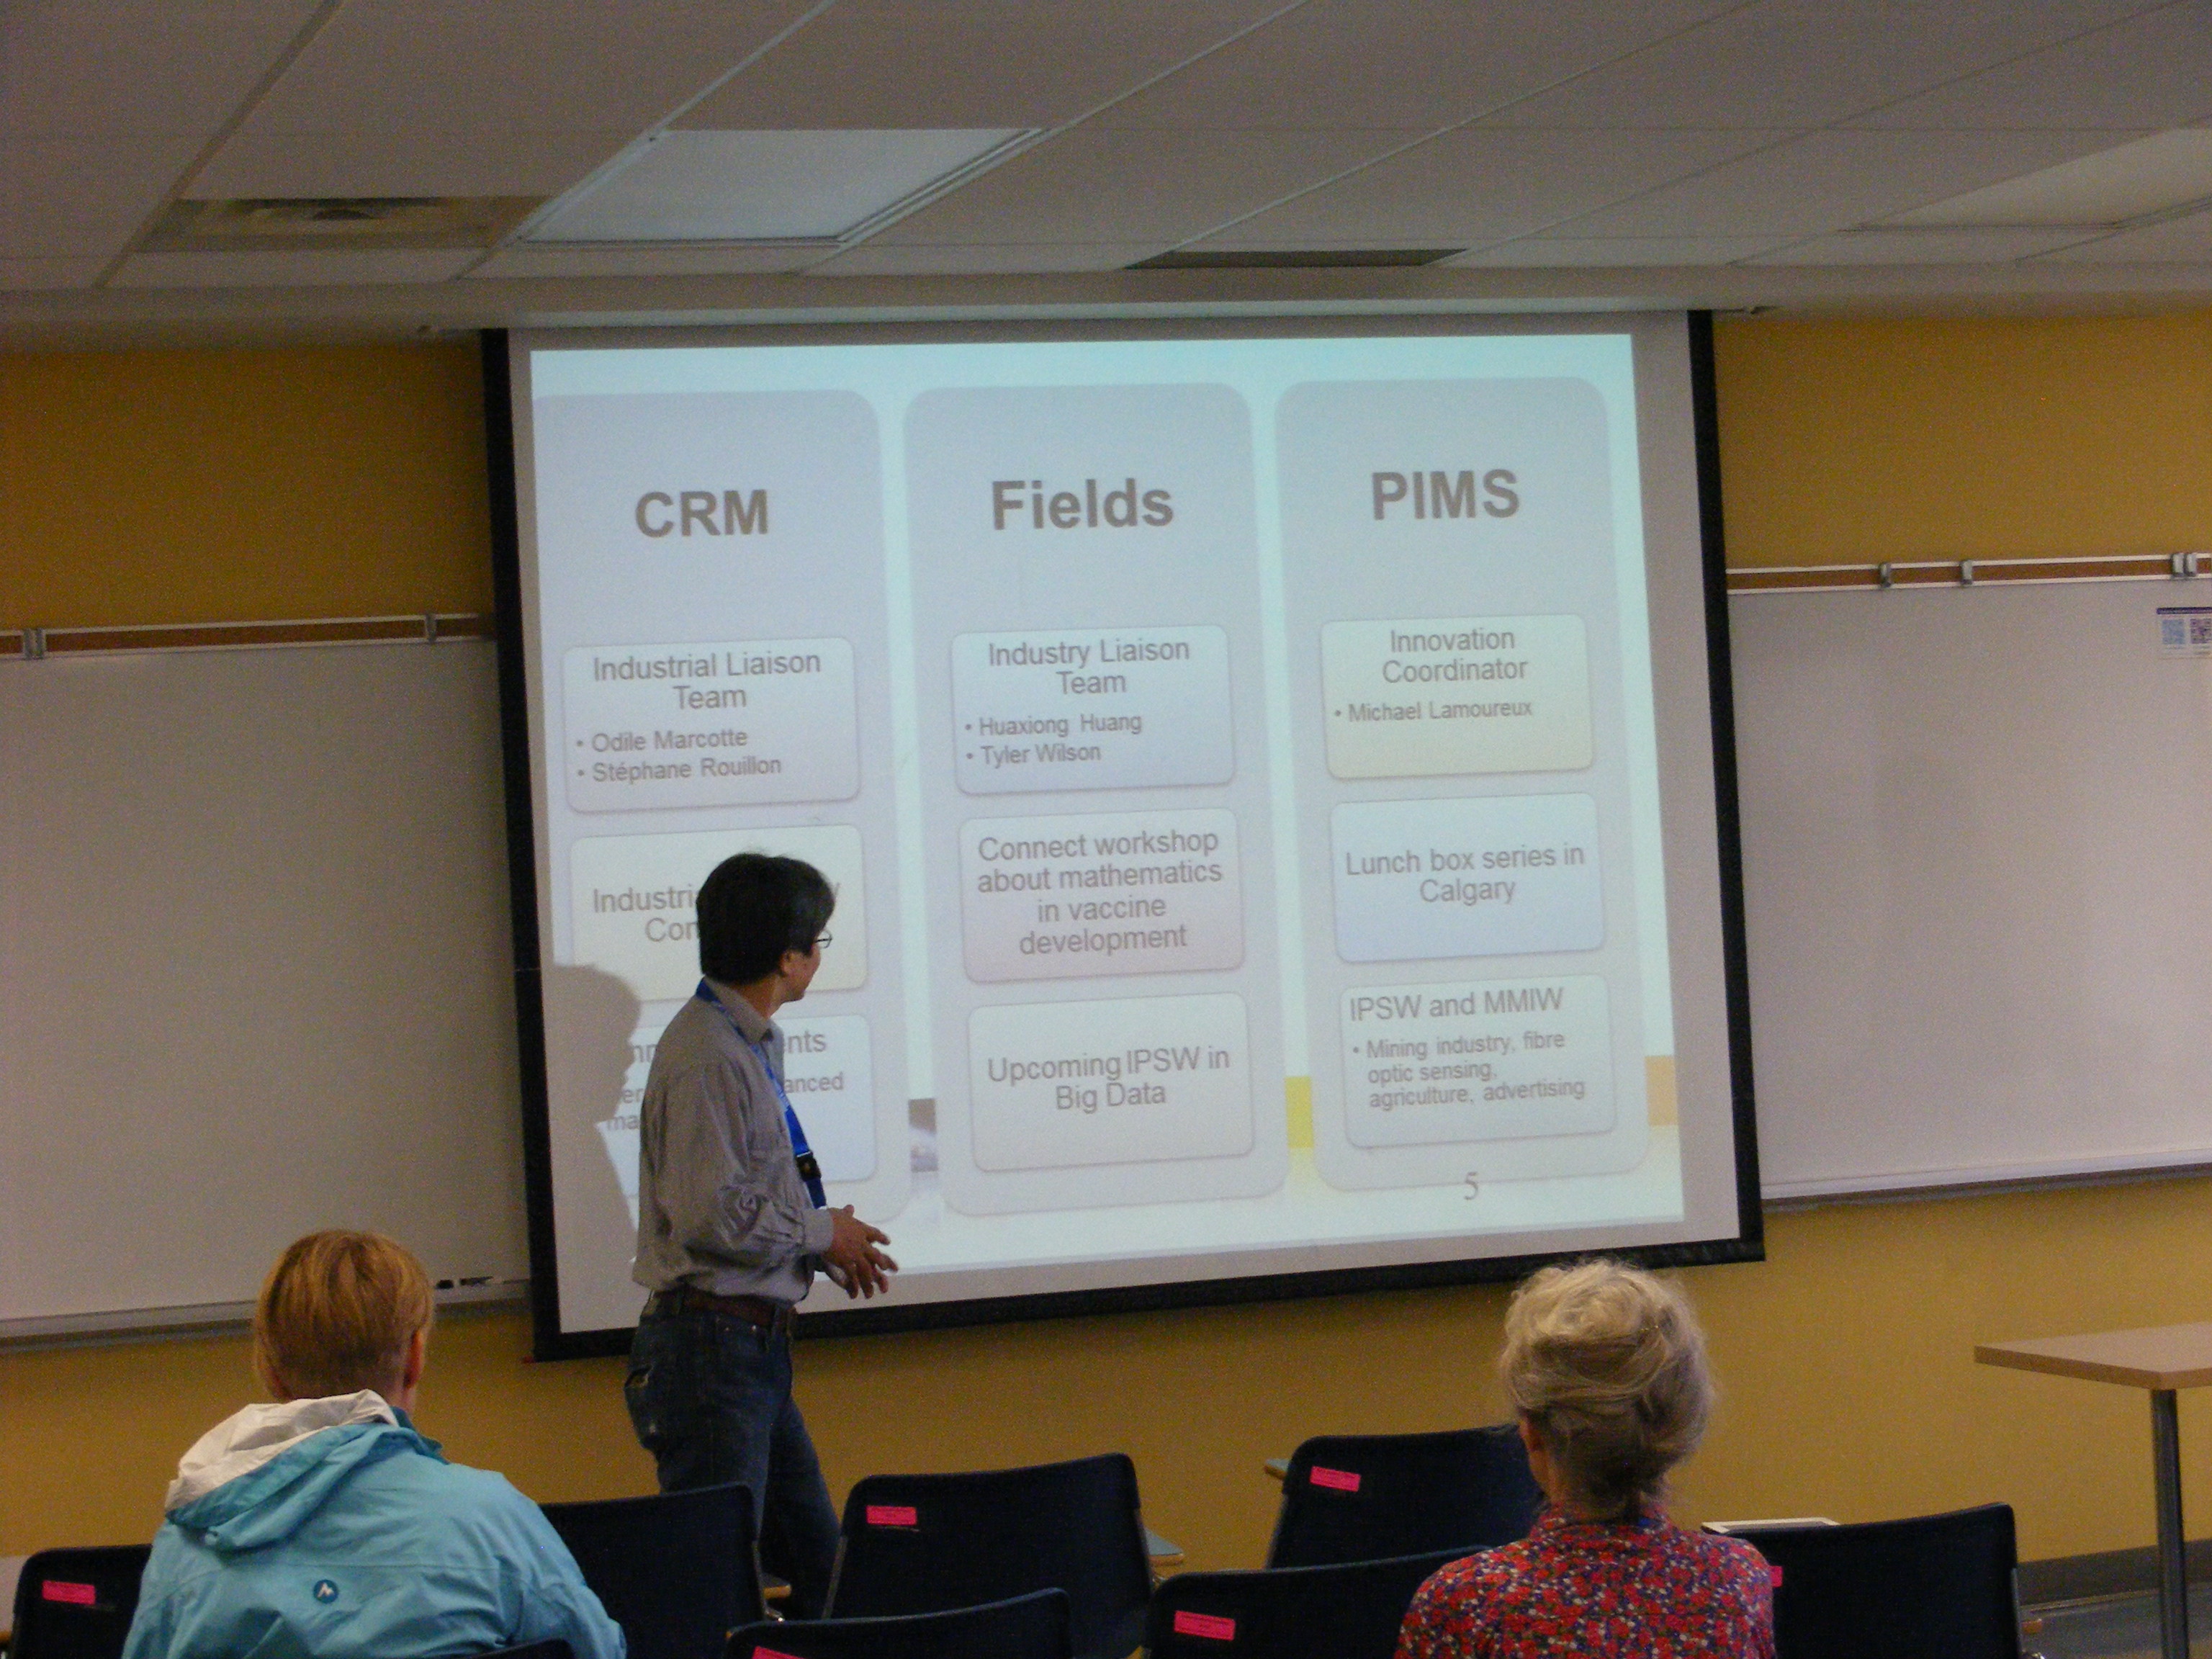 CRM
Industrial Liaison
Team
• Odile Marcotte
• Stéphane Rouillon
Fields
Industry Liaison
Team
• Huaxiong Huang
• Tyler Wilson
Connect workshop
about mathematics
in vaccine
development
Upcoming IPSW in
Big Data
PIMS
Innovation
Coordinator
• Michael Lamoureux
Lunch box series in
Calgary
IPSW and MMIW
• Mining industry, fibre
optic sensing,
agriculture, advertising
5